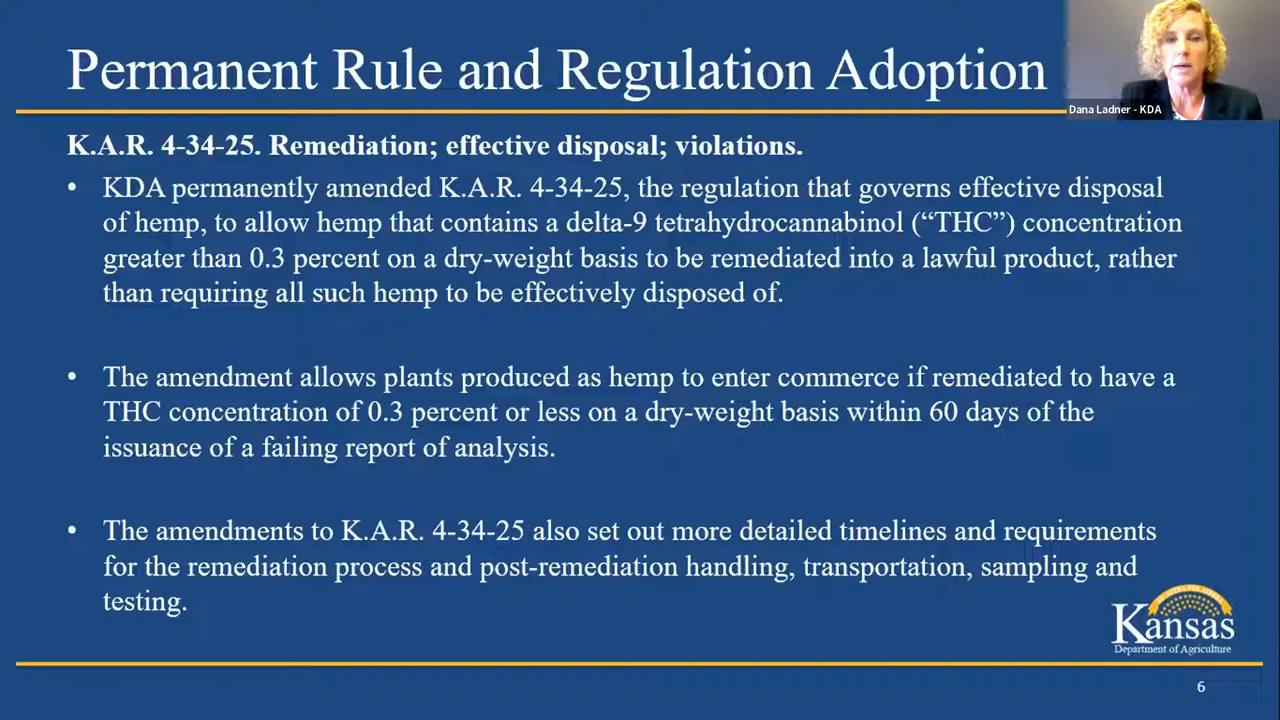 Permanent Rule and Regulation Adoption
Dana Ladner - KDA
K.A.R. 4-34-25. Remediation; effective disposal; violations.
• KDA permanently amended K.A.R. 4-34-25, the regulation that governs effective disposal
of hemp, to allow hemp that contains a delta-9 tetrahydrocannabinol (“THC”) concentration
greater than 0.3 percent on a dry-weight basis to be remediated into a lawful product, rather
than requiring all such hemp to be effectively disposed of.
• The amendment allows plants produced as hemp to enter commerce if remediated to have a
THC concentration of 0.3 percent or less on a dry-weight basis within 60 days of the
issuance of a failing report of analysis.
• The amendments to K.A.R. 4-34-25 also set out more detailed timelines and requirements
for the remediation process and post-remediation handling, transportation, sampling and
testing.
Kansas
Department of Agriculture
6